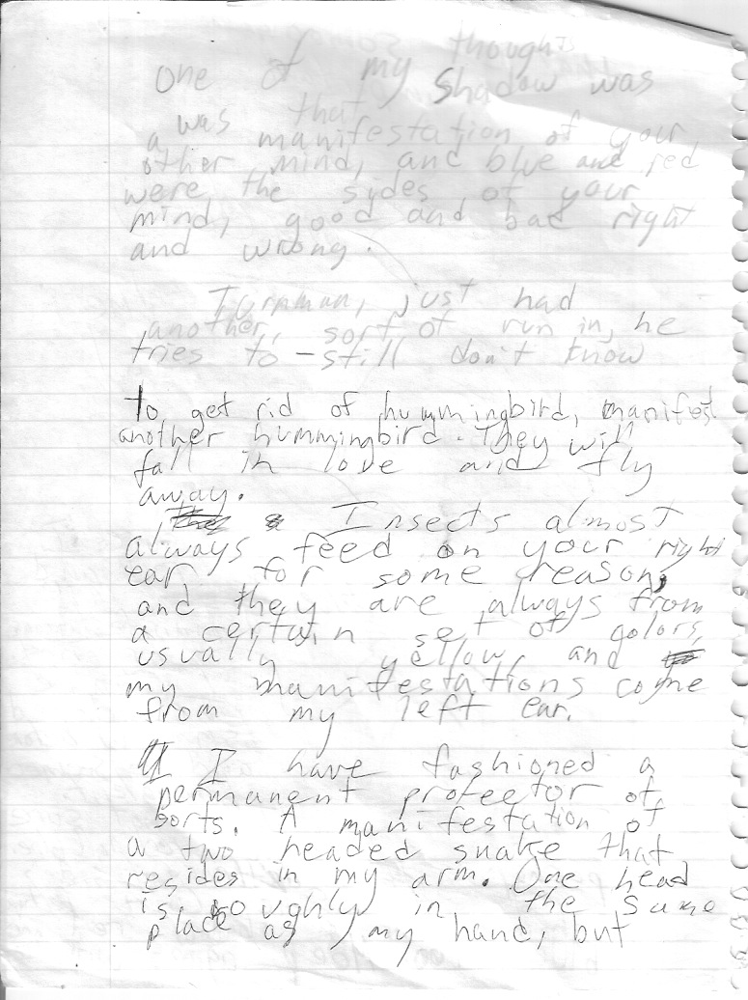 One of my thoughts
shadow was
was that
a manifestation of your
other mind, and blue and red
were the sydes of your
mind, good and bad right
and wrong.
just had
another, sort of run in, he
tries to - still don't know
to get rid of hummingbird, manifest
another hummingbird. They will
fall in love and fly
away.
Insects almost
always feed on your right
ear, for some reason,
and they are always from
a certain set of golors,
usually yellow, and
my manifestations come
from my left ear.
I have fashioned a
permanent protector of
sorts. A manifestation of
a two headed snake that
resides in my arm. One head
is roughly in the same
place as my hand, but